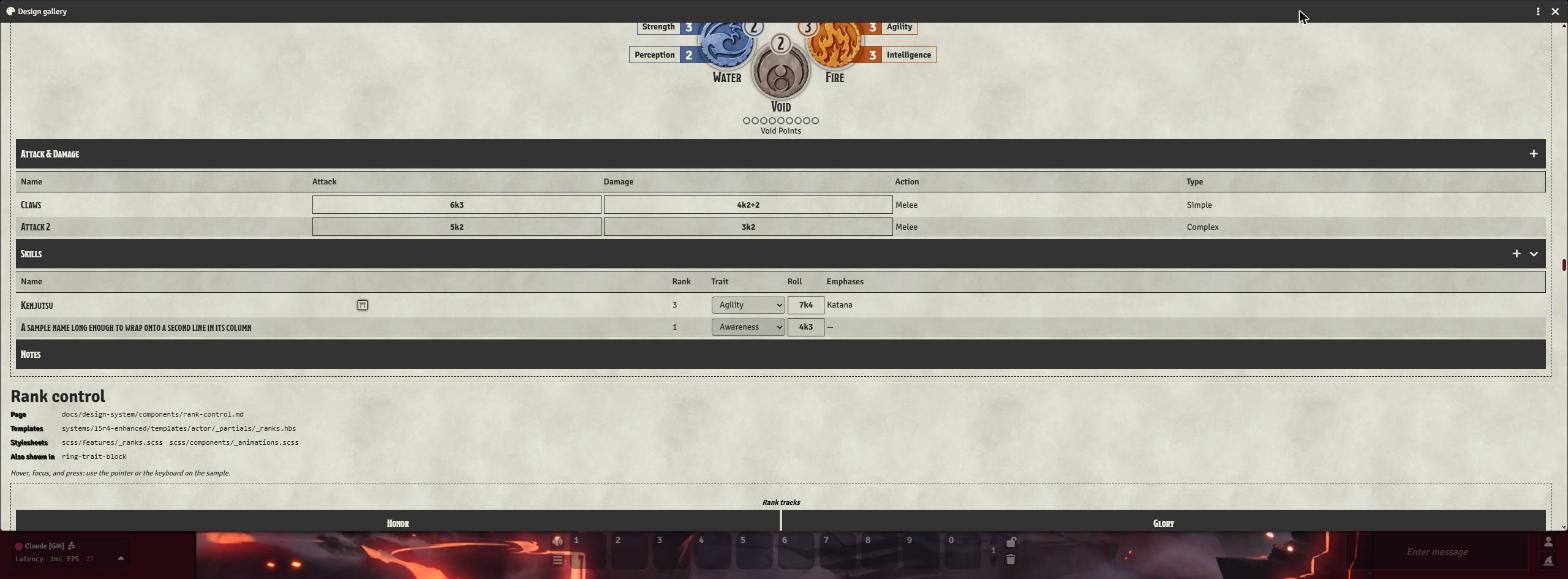 Design gallery
Strength 3 2 3 3 Agility
Perception 2 2 3 Intelligence
Water Fire
Void
Void Points
Attack & Damage
Name Attack Damage Action Type
Claws 6k3 4k2+2 Melee Simple
Attack 2 5k2 3k2 Melee Complex
Skills
Name Rank Trait Roll Emphases
Kenjutsu 3 Agility 7k4 Katana
A sample name long enough to wrap onto a second line in its column 1 Awareness 4k3 —
Notes
Rank control
Page docs/design-system/components/rank-control.md
Templates systems/l5r4-enhanced/templates/actor/_partials/_ranks.hbs
Stylesheets scss/features/_ranks.scss scss/components/_animations.scss
Also shown in ring-trait-block
Hover, focus, and press: use the pointer or the keyboard on the sample.
Rank tracks
Honor Glory
Claude [GM]
Latency 3ms FPS 27
1 2 3 4 5 6 7 8 9 0
1
Enter message